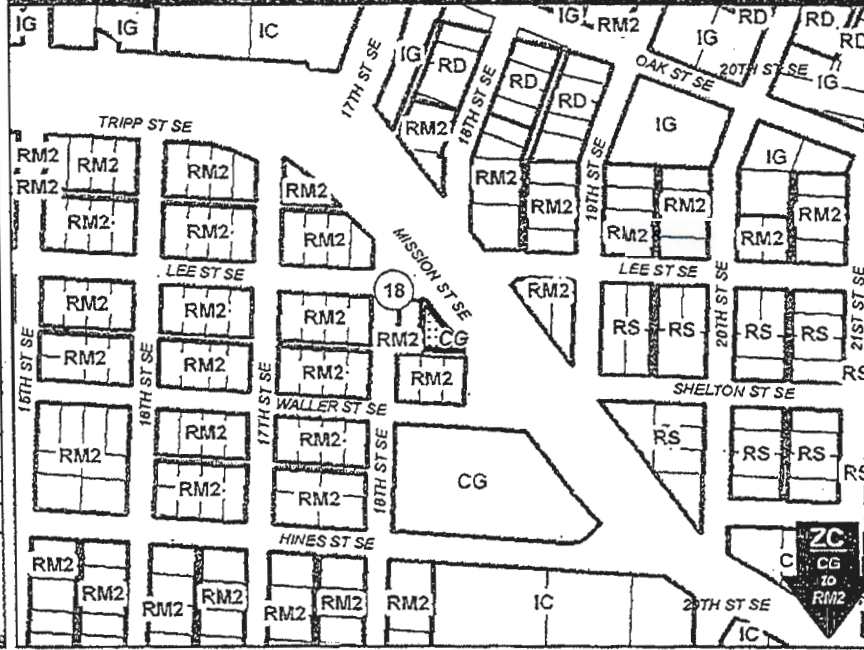 IG
IG
IC
17TH ST SE
IG
RD
18TH ST SE
IG
RM2
RD
RD
RD
IG
OAK ST SE
20TH ST SE
IG
RD
RD
TRIPP ST SE
RM2
IG
RM2
RM2
RM2
RM2
RM2
RM2
19TH ST SE
RM2
IG
RM2
RM2
RM2
RM2
RM2
RM2
RM2
RM2
MISSION ST SE
LEE ST SE
18
RM2
LEE ST SE
20TH ST SE
21ST ST SE
RM2
RM2
RM2
RM2
CG
RS
RS
RS
RS
15TH ST SE
RM2
16TH ST SE
RM2
17TH ST SE
RM2
RM2
RS
SHELTON ST SE
WALLER ST SE
RM2
RM2
RM2
18TH ST SE
RS
RS
RS
RS
RM2
RM2
CG
HINES ST SE
RM2
RM2
RM2
RM2
RM2
RM2
RM2
IC
20TH ST SE
IC
C
ZC
CG
to
RM2